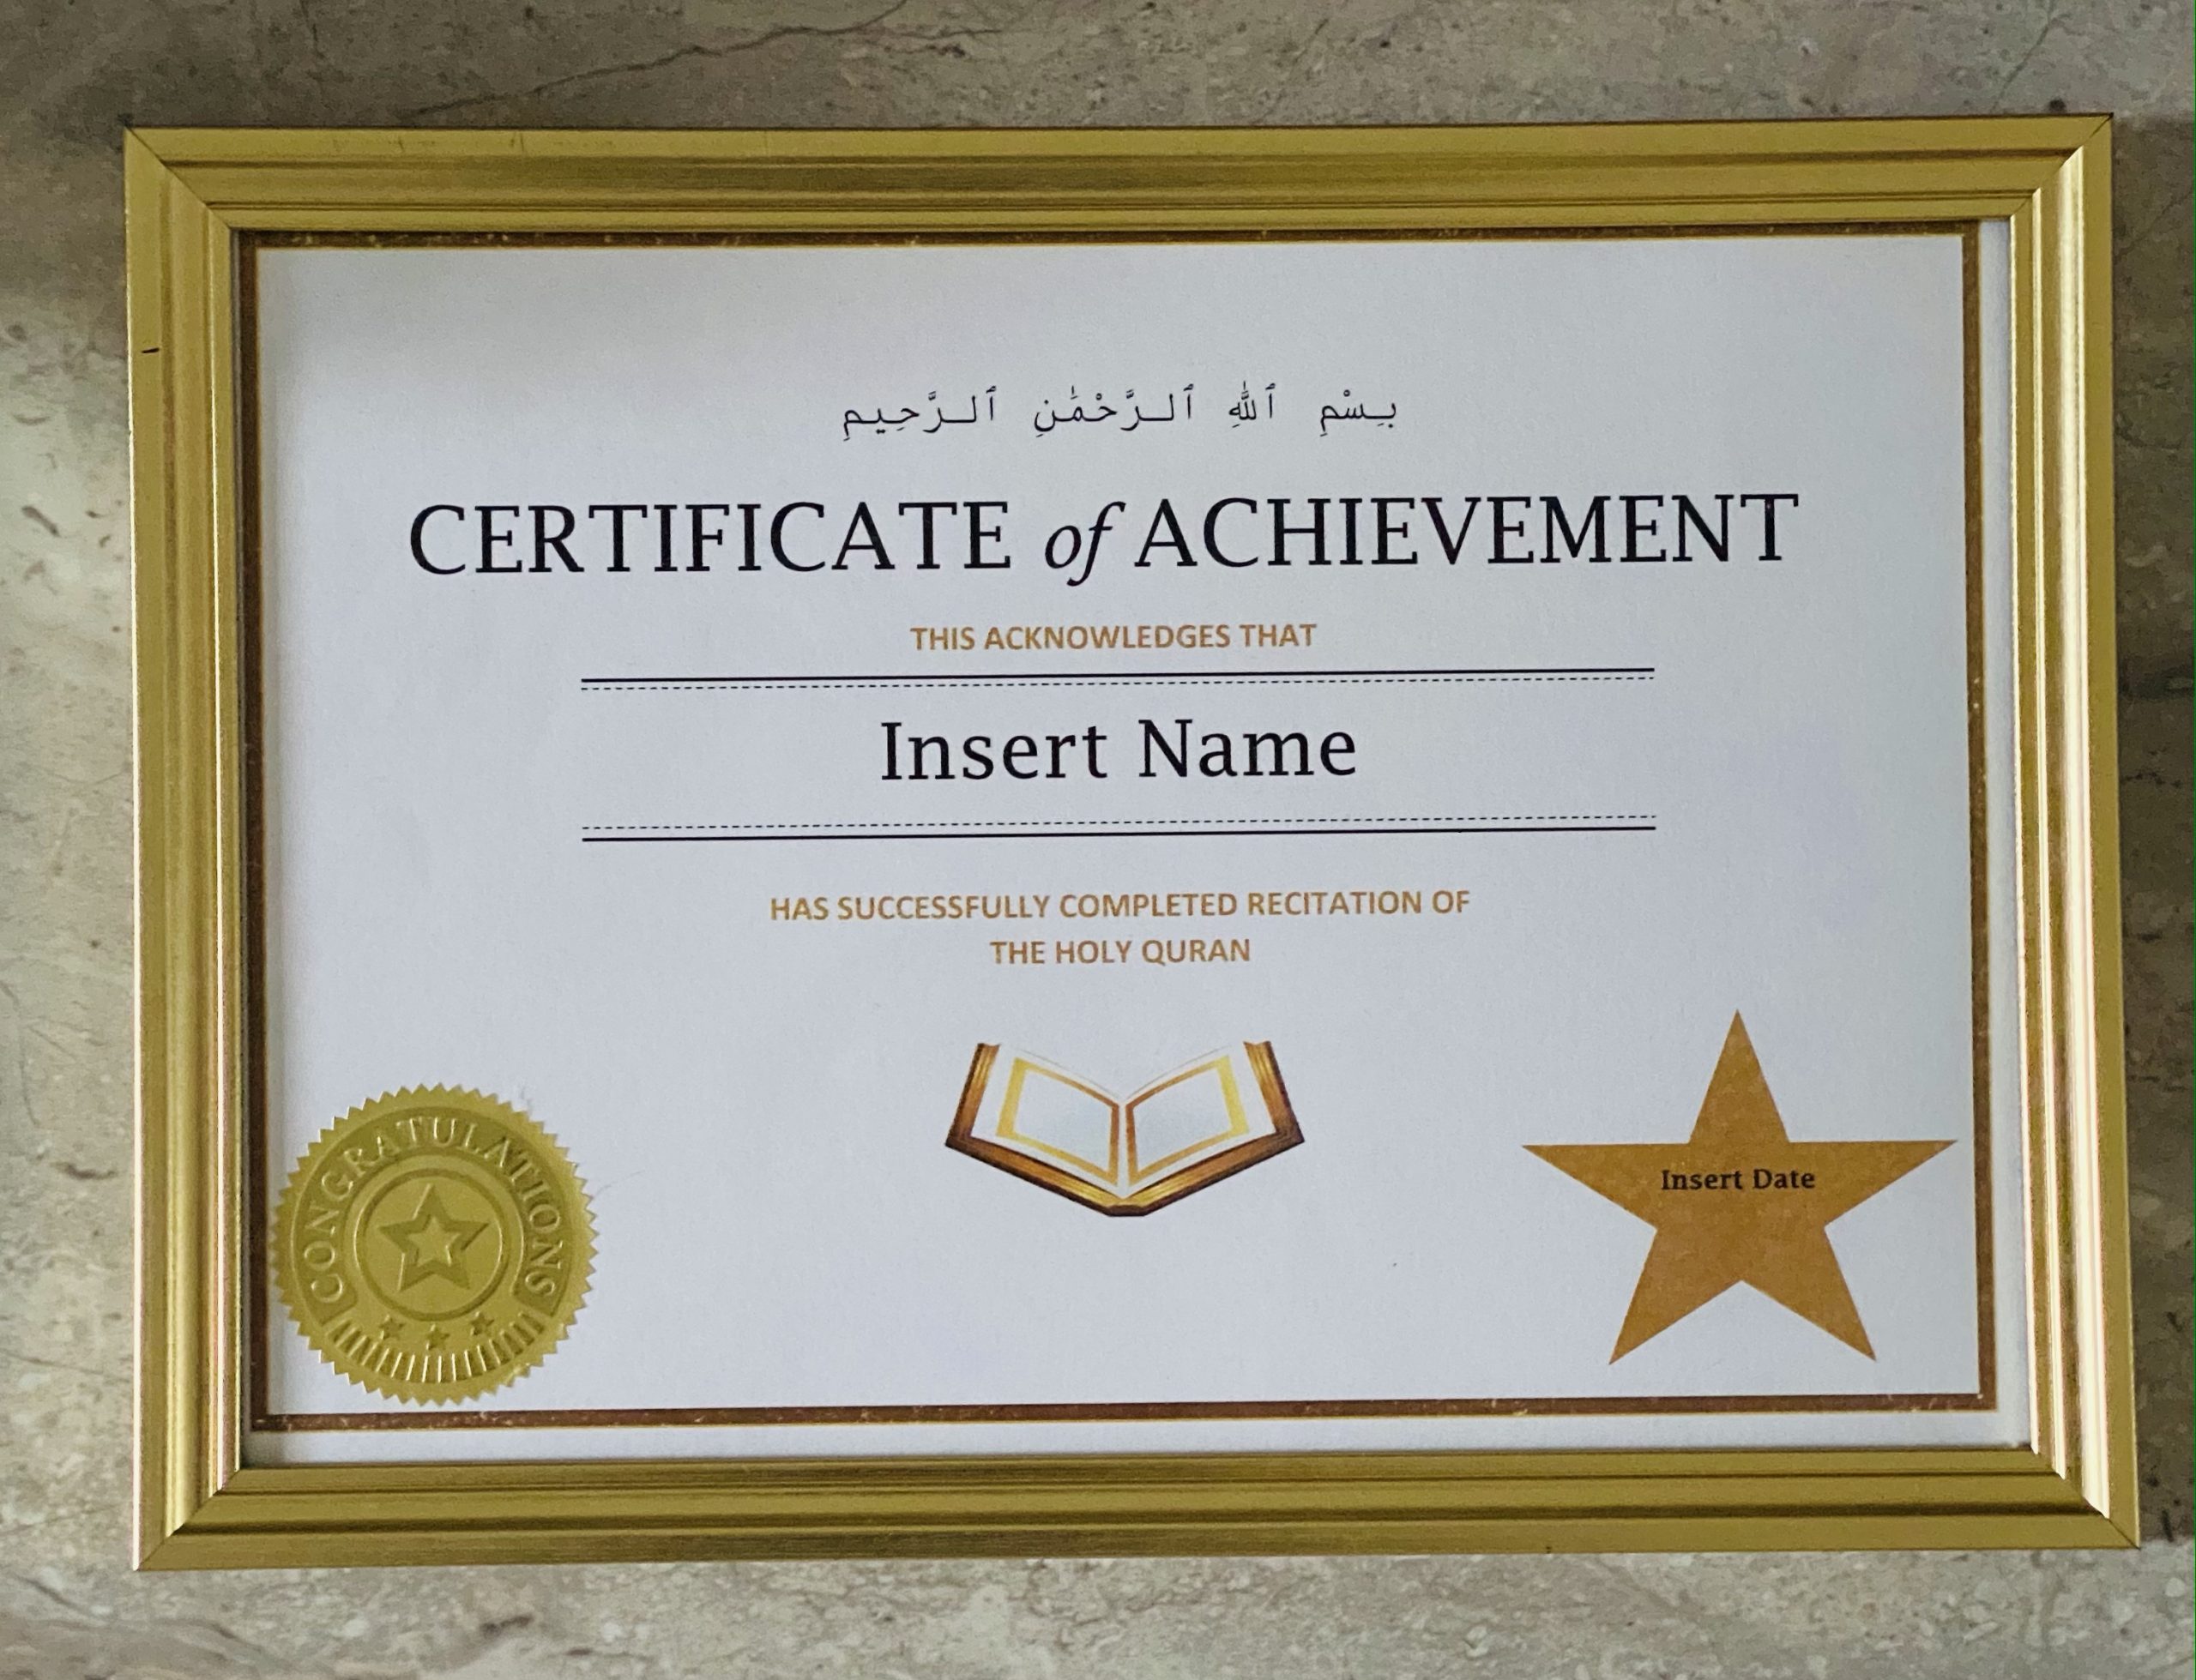 بِسْمِ ٱللَّٰهِ ٱلرَّحْمَٰنِ ٱلرَّحِيمِ
CERTIFICATE of ACHIEVEMENT
THIS ACKNOWLEDGES THAT
Insert Name
HAS SUCCESSFULLY COMPLETED RECITATION OF
THE HOLY QURAN
CONGRATULATIONS
Insert Date